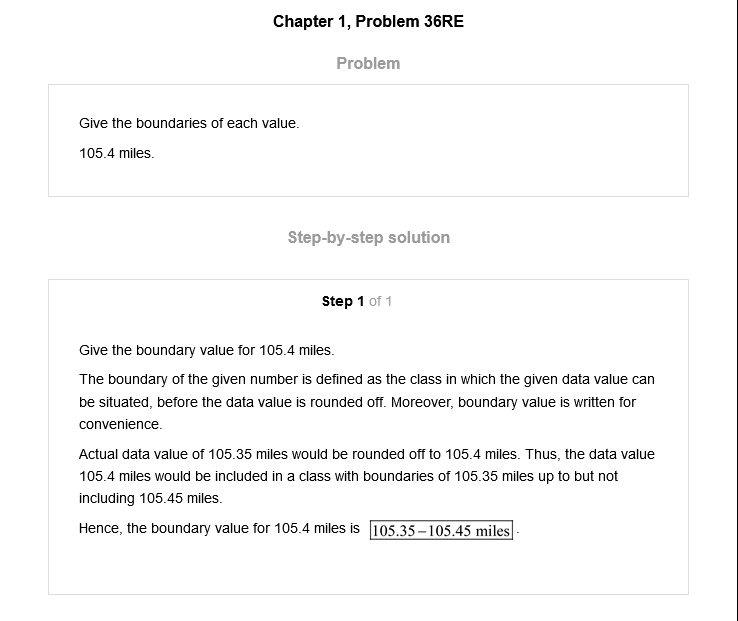 Chapter 1, Problem 36RE
Problem
Give the boundaries of each value.
105.4 miles.
Step-by-step solution
Step 1 of 1
Give the boundary value for 105.4 miles.
The boundary of the given number is defined as the class in which the given data value can
be situated, before the data value is rounded off. Moreover, boundary value is written for
convenience.
Actual data value of 105.35 miles would be rounded off to 105.4 miles. Thus, the data value
105.4 miles would be included in a class with boundaries of 105.35 miles up to but not
including 105.45 miles.
Hence, the boundary value for 105.4 miles is 105.35–105.45 miles.